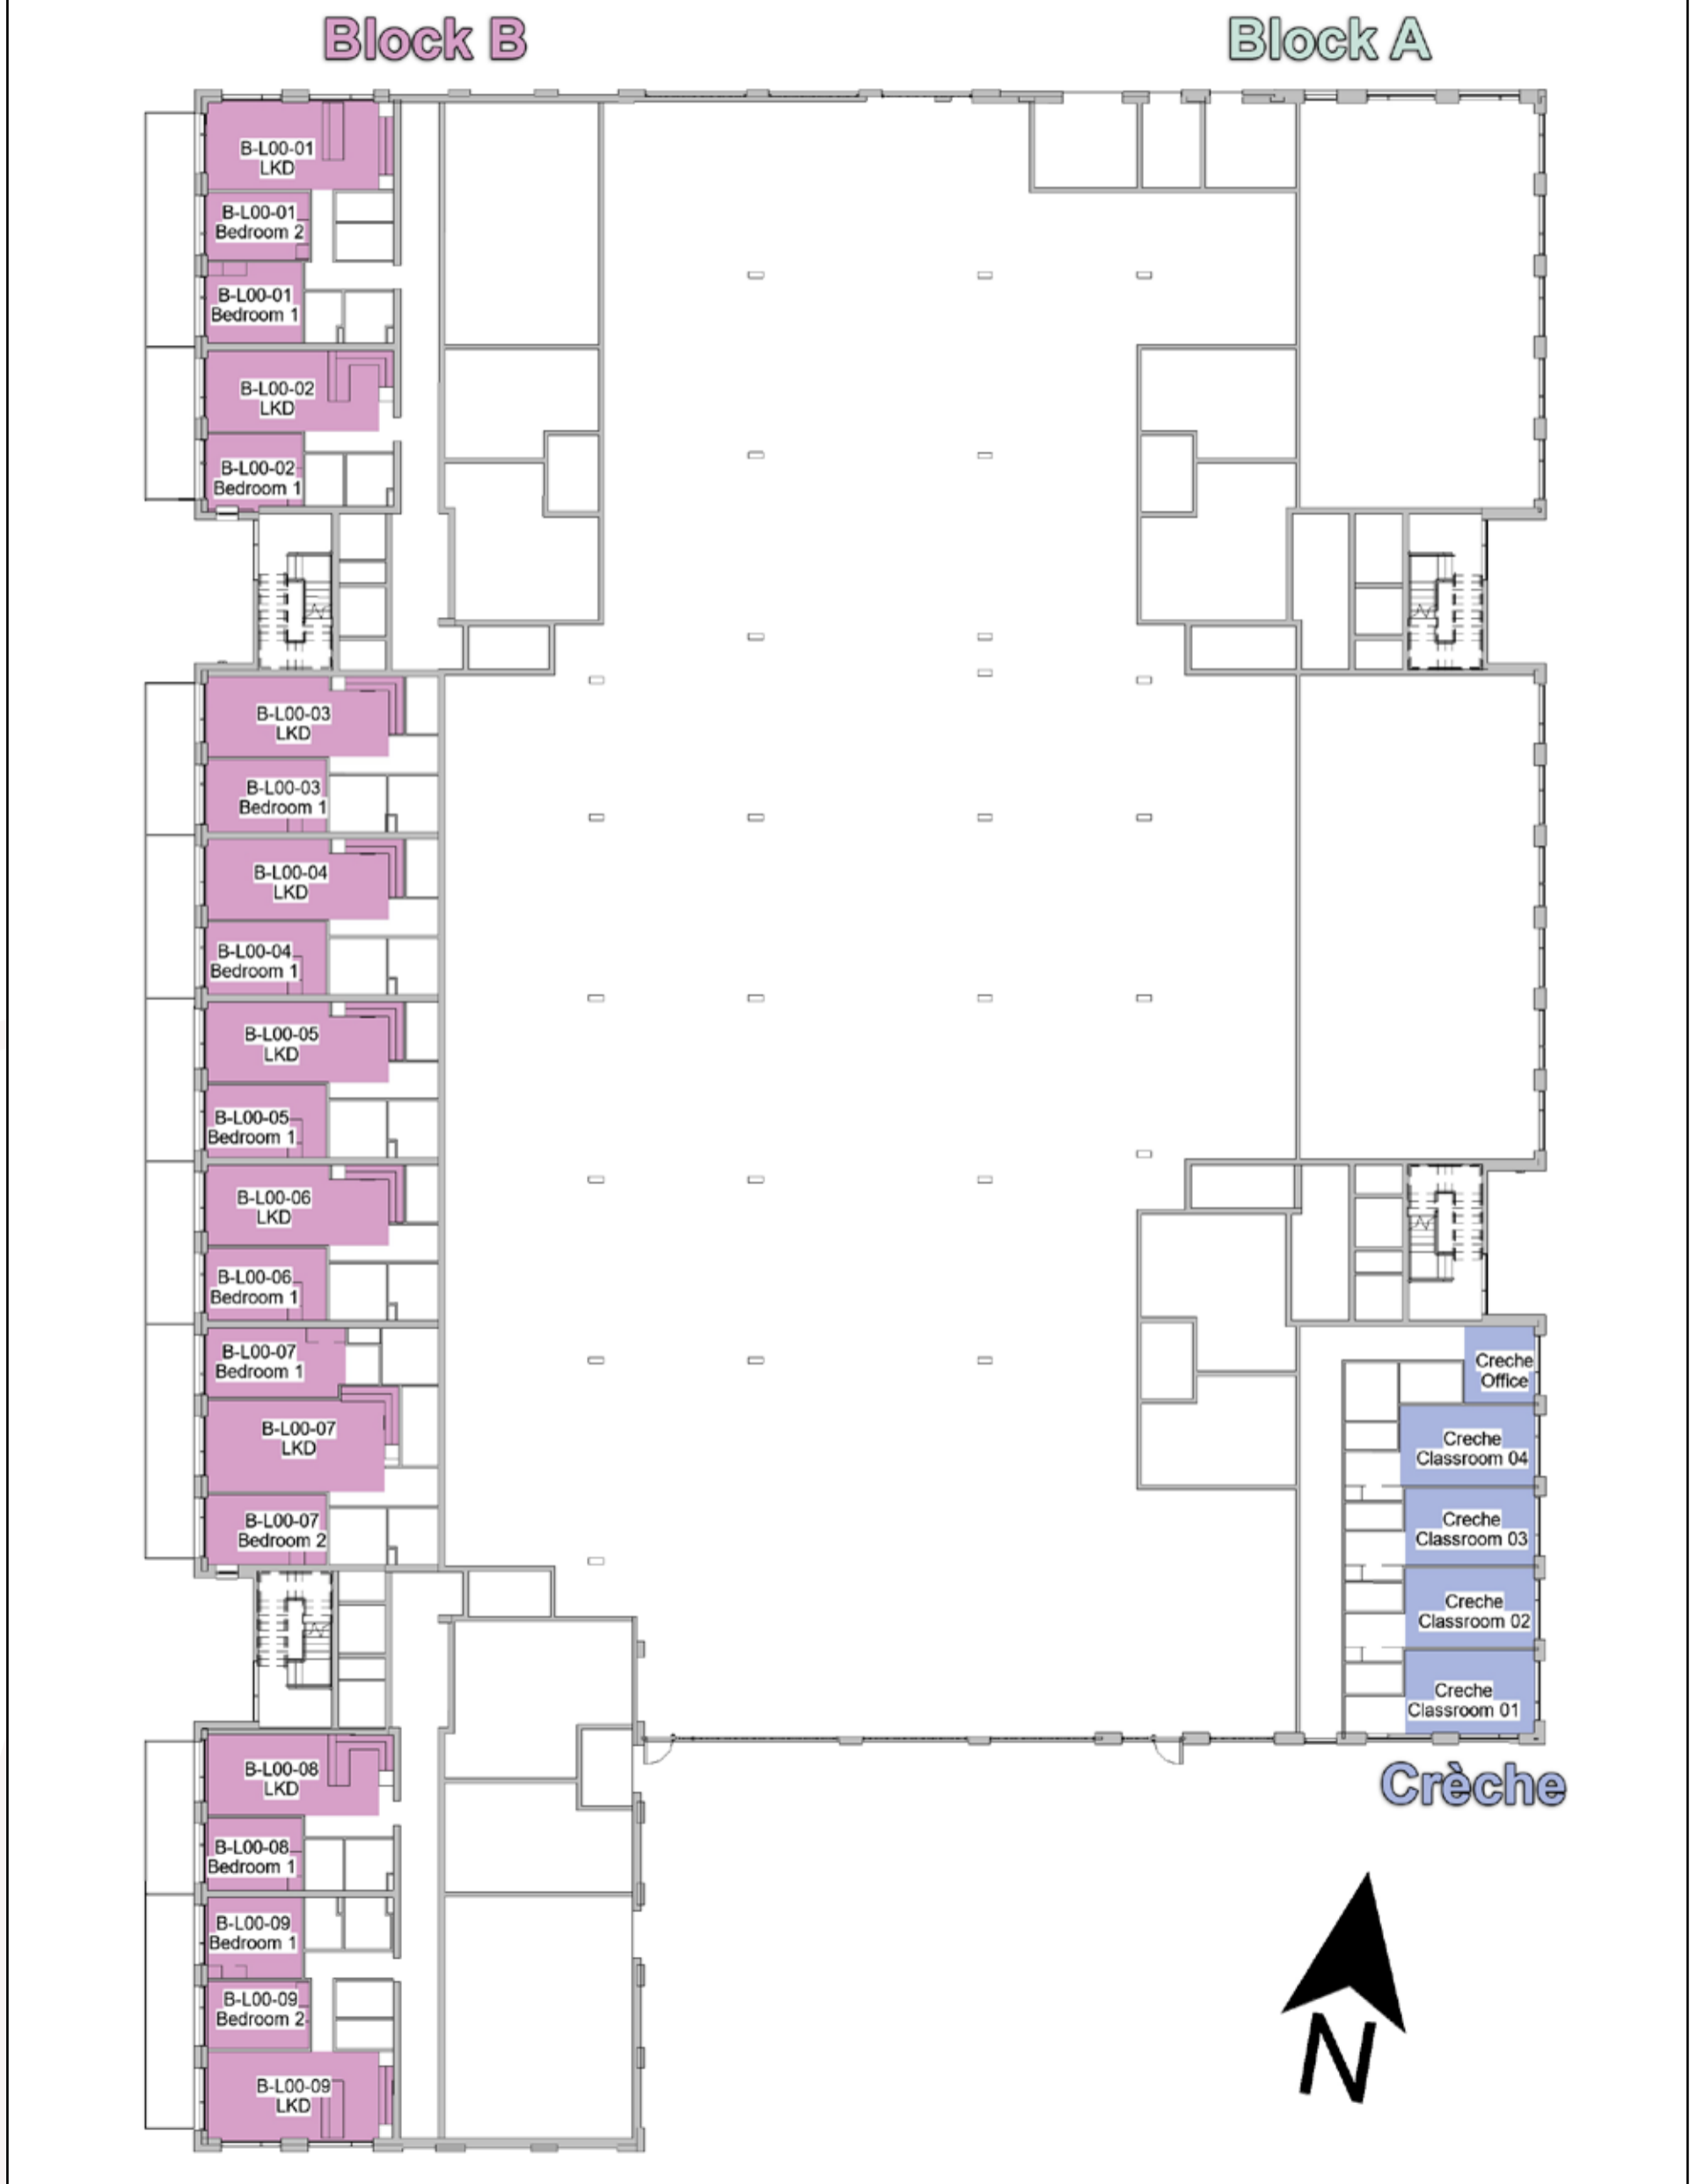 Block B
Block A
B-L00-01
LKD
B-L00-01
Bedroom 2
B-L00-01
Bedroom 1
B-L00-02
LKD
B-L00-02
Bedroom 1
B-L00-03
LKD
B-L00-03
Bedroom 1
B-L00-04
LKD
B-L00-04
Bedroom 1
B-L00-05
LKD
B-L00-05
Bedroom 1
B-L00-06
LKD
B-L00-06
Bedroom 1
B-L00-07
Bedroom 1
B-L00-07
LKD
B-L00-07
Bedroom 2
B-L00-08
LKD
B-L00-08
Bedroom 1
B-L00-09
Bedroom 1
B-L00-09
Bedroom 2
B-L00-09
LKD
Creche
Office
Creche
Classroom 04
Creche
Classroom 03
Creche
Classroom 02
Creche
Classroom 01
Crèche
N